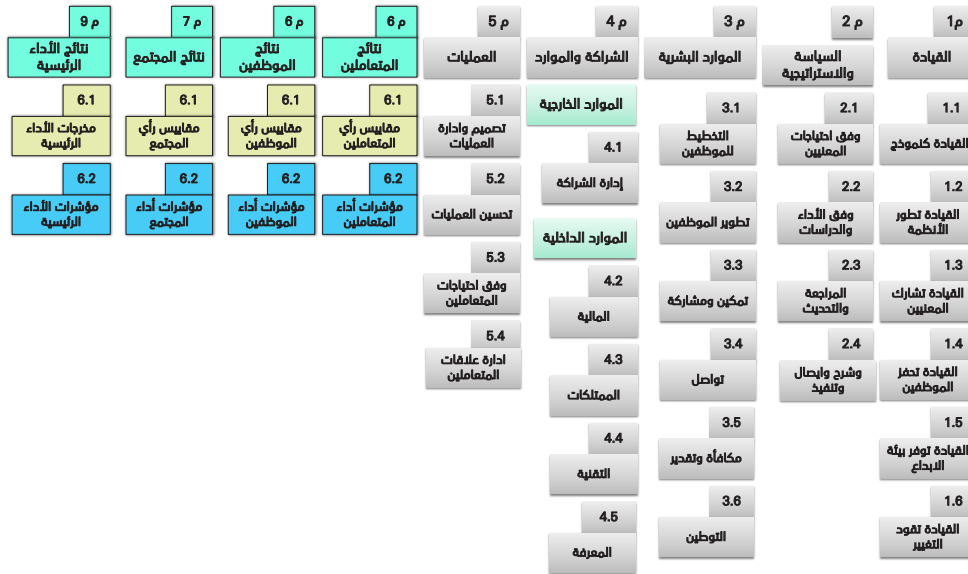 م1
القيادة
1.1
القيادة كنموذج
1.2
القيادة تطور
الأنظمة
1.3
القيادة تشارك
المعنيين
1.4
القيادة تحفز
الموظفين
1.5
القيادة توفر بيئة
الابداع
1.6
القيادة تقود
التغيير
م 2
السياسة
والاستراتيجية
2.1
وفق احتياجات
المعنيين
2.2
وفق الأداء
والدراسات
2.3
المراجعة
والتحديث
2.4
وشرح وايصال
وتنفيذ
م 3
الموارد البشرية
3.1
التخطيط
للموظفين
3.2
تطوير الموظفين
3.3
تمكين ومشاركة
3.4
تواصل
3.5
مكافأة وتقدير
3.6
التوطين
م 4
الشراكة والموارد
الموارد الخارجية
4.1
إدارة الشراكة
الموارد الداخلية
4.2
المالية
4.3
الممتلكات
4.4
التقنية
4.5
المعرفة
م 5
العمليات
5.1
تصميم وادارة
العمليات
5.2
تحسين العمليات
5.3
وفق احتياجات
المتعاملين
5.4
ادارة علاقات
المتعاملين
م 6
نتائج
المتعاملين
6.1
مقاييس رأي
المتعاملين
6.2
مؤشرات أداء
المتعاملين
م 6
نتائج
الموظفين
6.1
مقاييس رأي
الموظفين
6.2
مؤشرات أداء
الموظفين
م 7
نتائج المجتمع
6.1
مقاييس رأي
المجتمع
6.2
مؤشرات أداء
المجتمع
م 9
نتائج الأداء
الرئيسية
6.1
مخرجات الأداء
الرئيسية
6.2
مؤشرات الأداء
الرئيسية